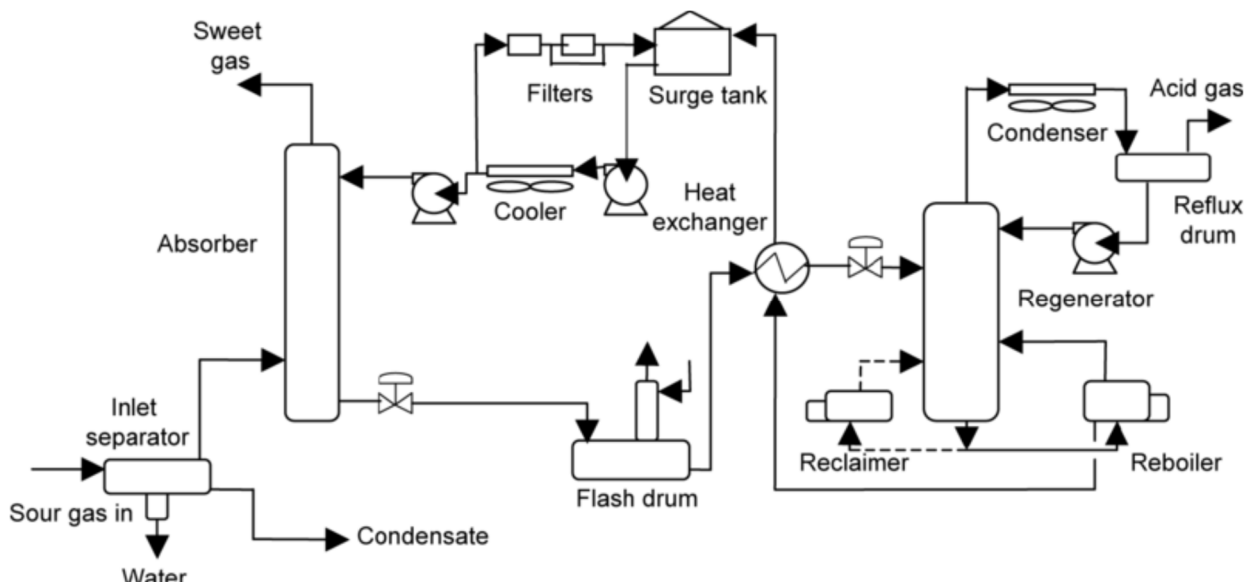 Sweet
gas
Filters
Surge tank
Condenser
Acid gas
Cooler
Heat
exchanger
Reflux
drum
Absorber
Regenerator
Inlet
separator
Reclaimer
Reboiler
Flash drum
Sour gas in
Condensate
Water